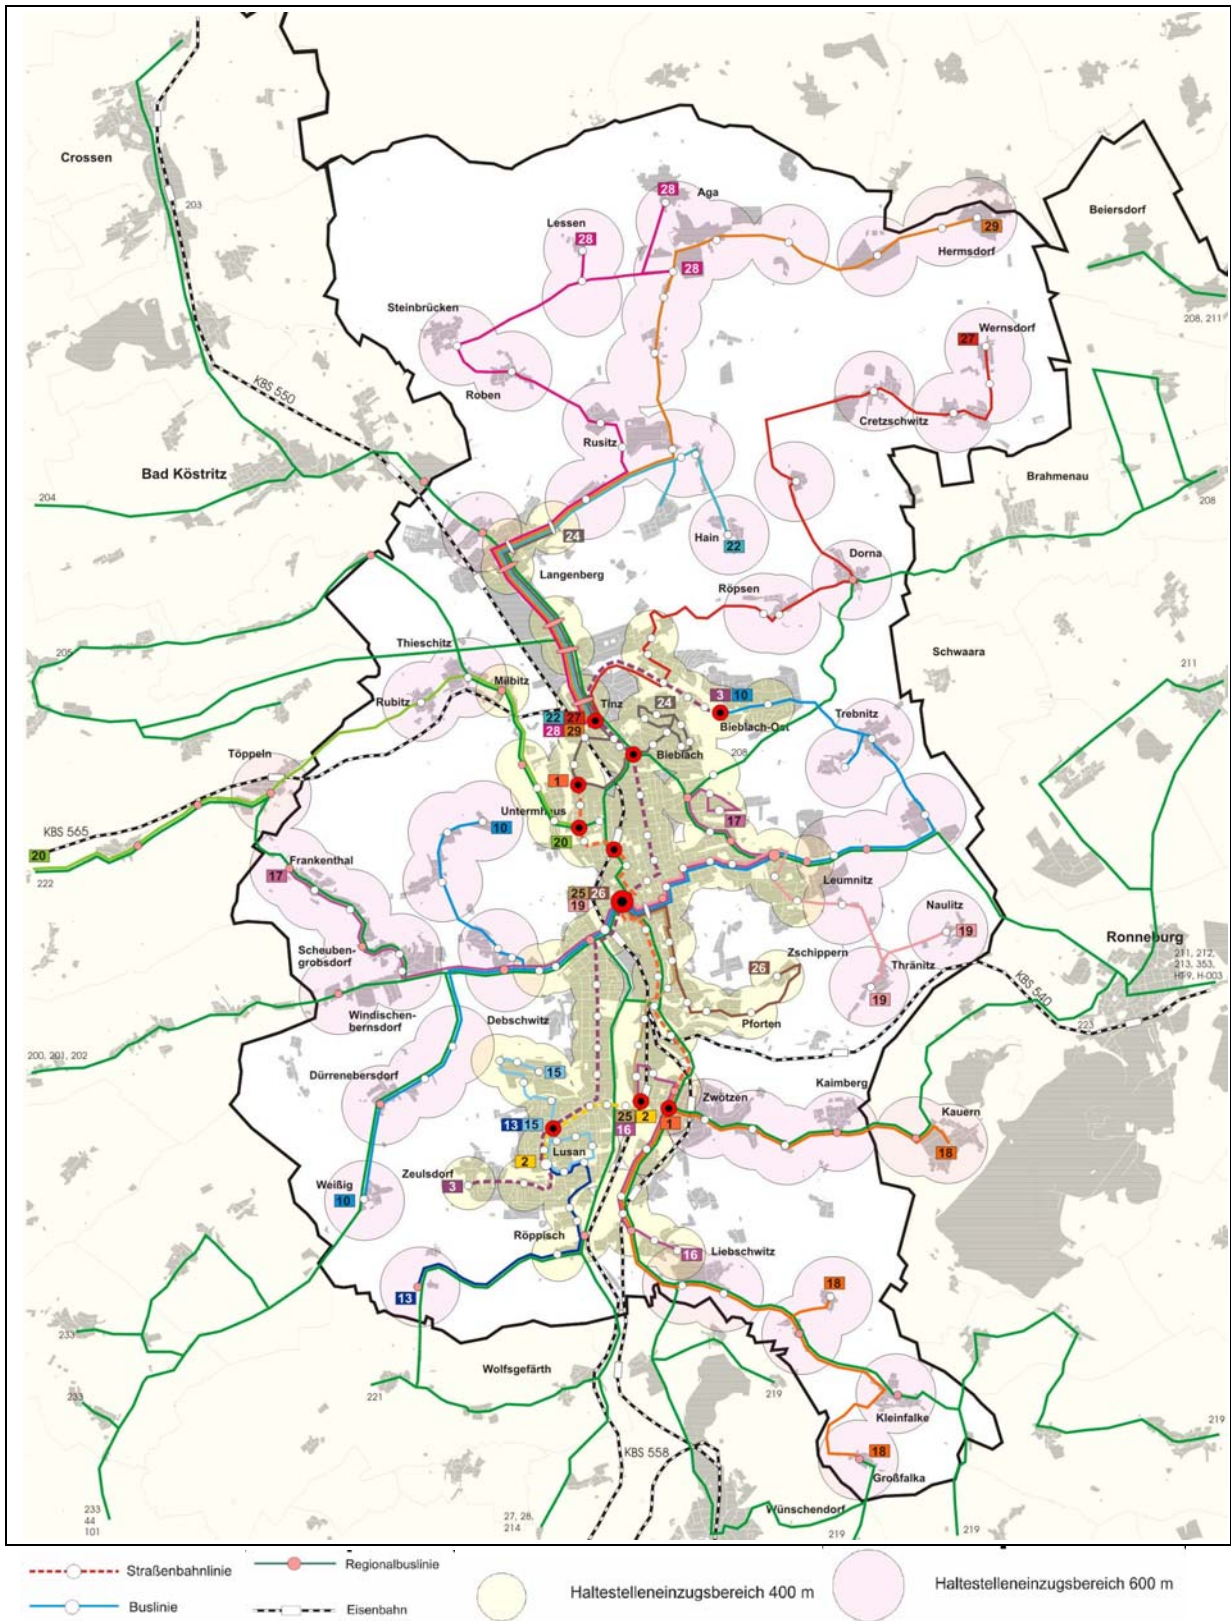 Crossen
203
28
Aga
Lessen
28
29
Hermsdorf
Beiersdorf
28
208, 211
Steinbrücken
Wernsdorf
27
KBS 550
Roben
Cretzschwitz
Rusitz
Bad Köstritz
Brahmenau
204
208
24
Hain
22
Dorna
Langenberg
Röpsen
Thieschitz
205
Schwaara
211
Milbitz
Rubitz
Tinz
3 10
24
22 27
28 29
Bieblach-Ost
Trebnitz
Töppeln
Bieblach
208
1
Untermhaus
17
10
KBS 565
20
20
222
Frankenthal
17
Leumnitz
25 26
19
Naulitz
19
Scheuben-
grobsdorf
Zschippern
26
Thränitz
19
Ronneburg
211, 212,
213, 353,
HT-9, H-003
KBS 540
Windischen-
bernsdorf
Pforten
223
Debschwitz
200, 201, 202
15
Dürrenebersdorf
Kaimberg
Zwötzen
Kauern
13 15
25 2
16
1
18
2
Lusan
Zeulsdorf
3
Weißig
10
Röppisch
16
Liebschwitz
18
13
233
Wolfsgefärth
221
219
233
Kleinfalke
219
KBS 558
18
Großfalka
233
44
101
27, 28,
214
Wünschendorf
219
219
Straßenbahnlinie
Regionalbuslinie
Haltestelleneinzugsbereich 400 m
Haltestelleneinzugsbereich 600 m
Buslinie
Eisenbahn